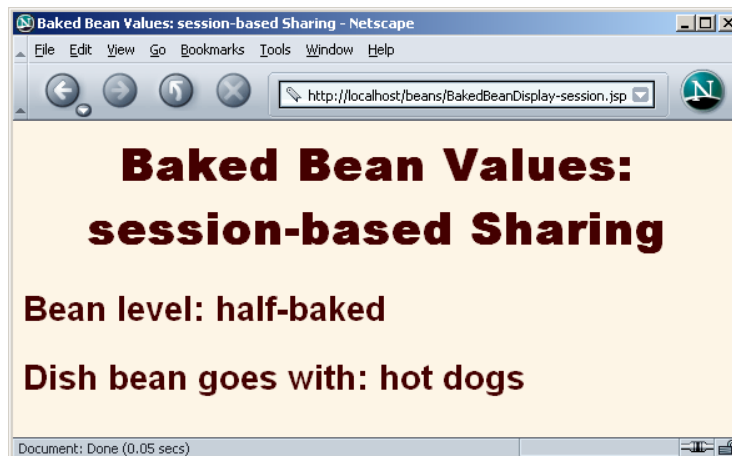 Baked Bean Values: session-based Sharing - Netscape
File Edit View Go Bookmarks Tools Window Help
http://localhost/beans/BakedBeanDisplay-session.jsp
N
Baked Bean Values:
session-based Sharing
Bean level: half-baked
Dish bean goes with: hot dogs
Document: Done (0.05 secs)